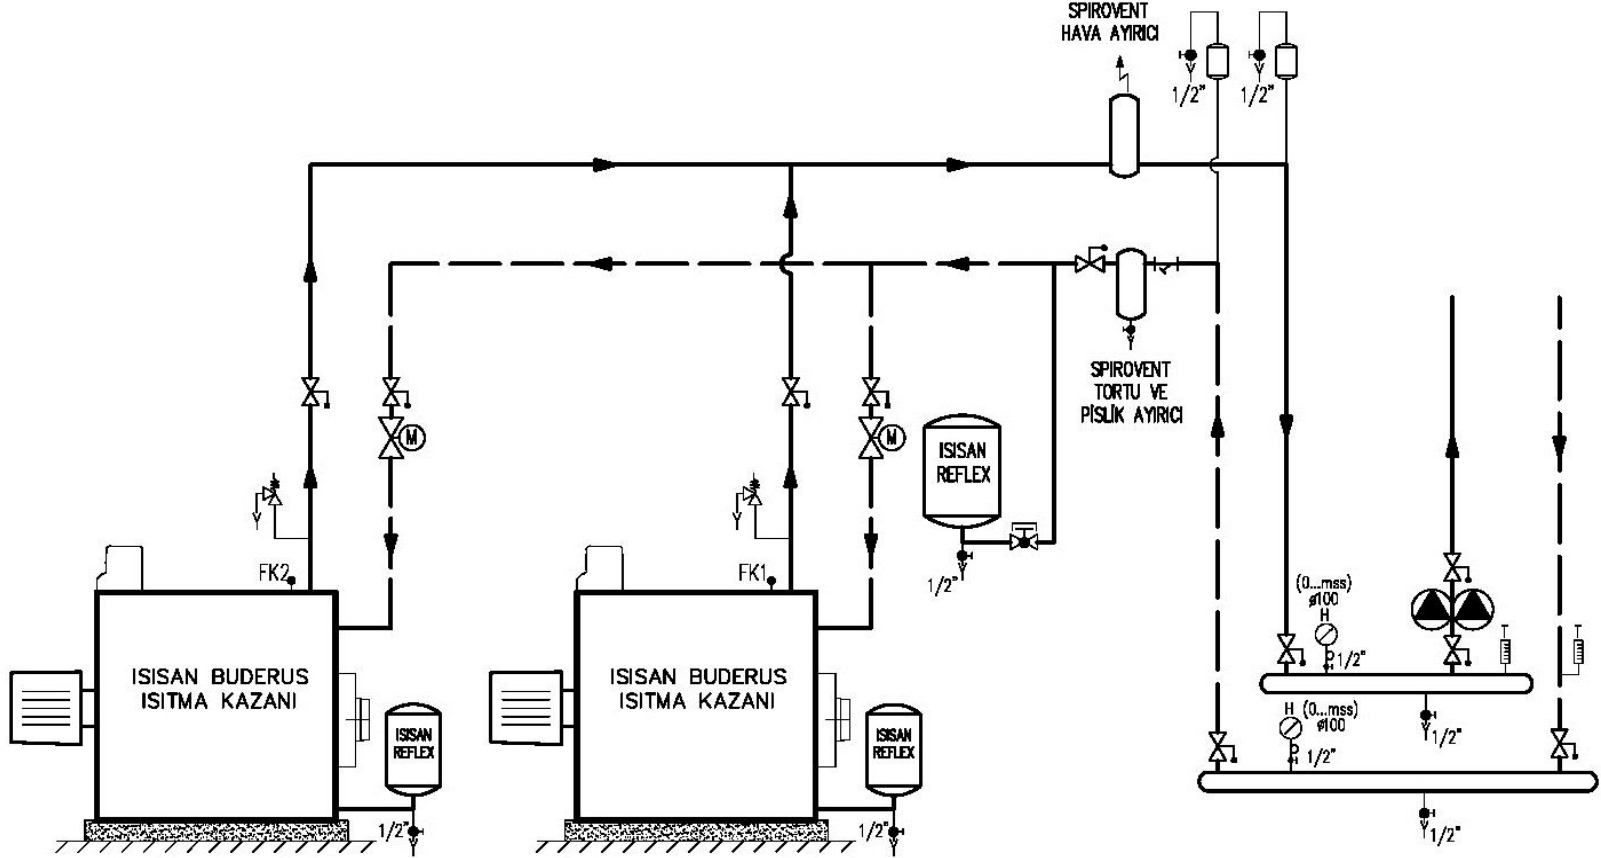 SPIROVENT
HAVA AYIRICI
1/2"
1/2"
SPIROVENT
TORTU VE
PİSLİK AYIRICI
M
M
ISISAN
REFLEX
1/2"
FK2
FK1
(0...mss)
ø100
H
1/2"
ISISAN BUDERUS
ISITMA KAZANI
ISISAN BUDERUS
ISITMA KAZANI
H (0...mss)
ø100
1/2"
1/2"
ISISAN
REFLEX
ISISAN
REFLEX
1/2"
1/2"
1/2"